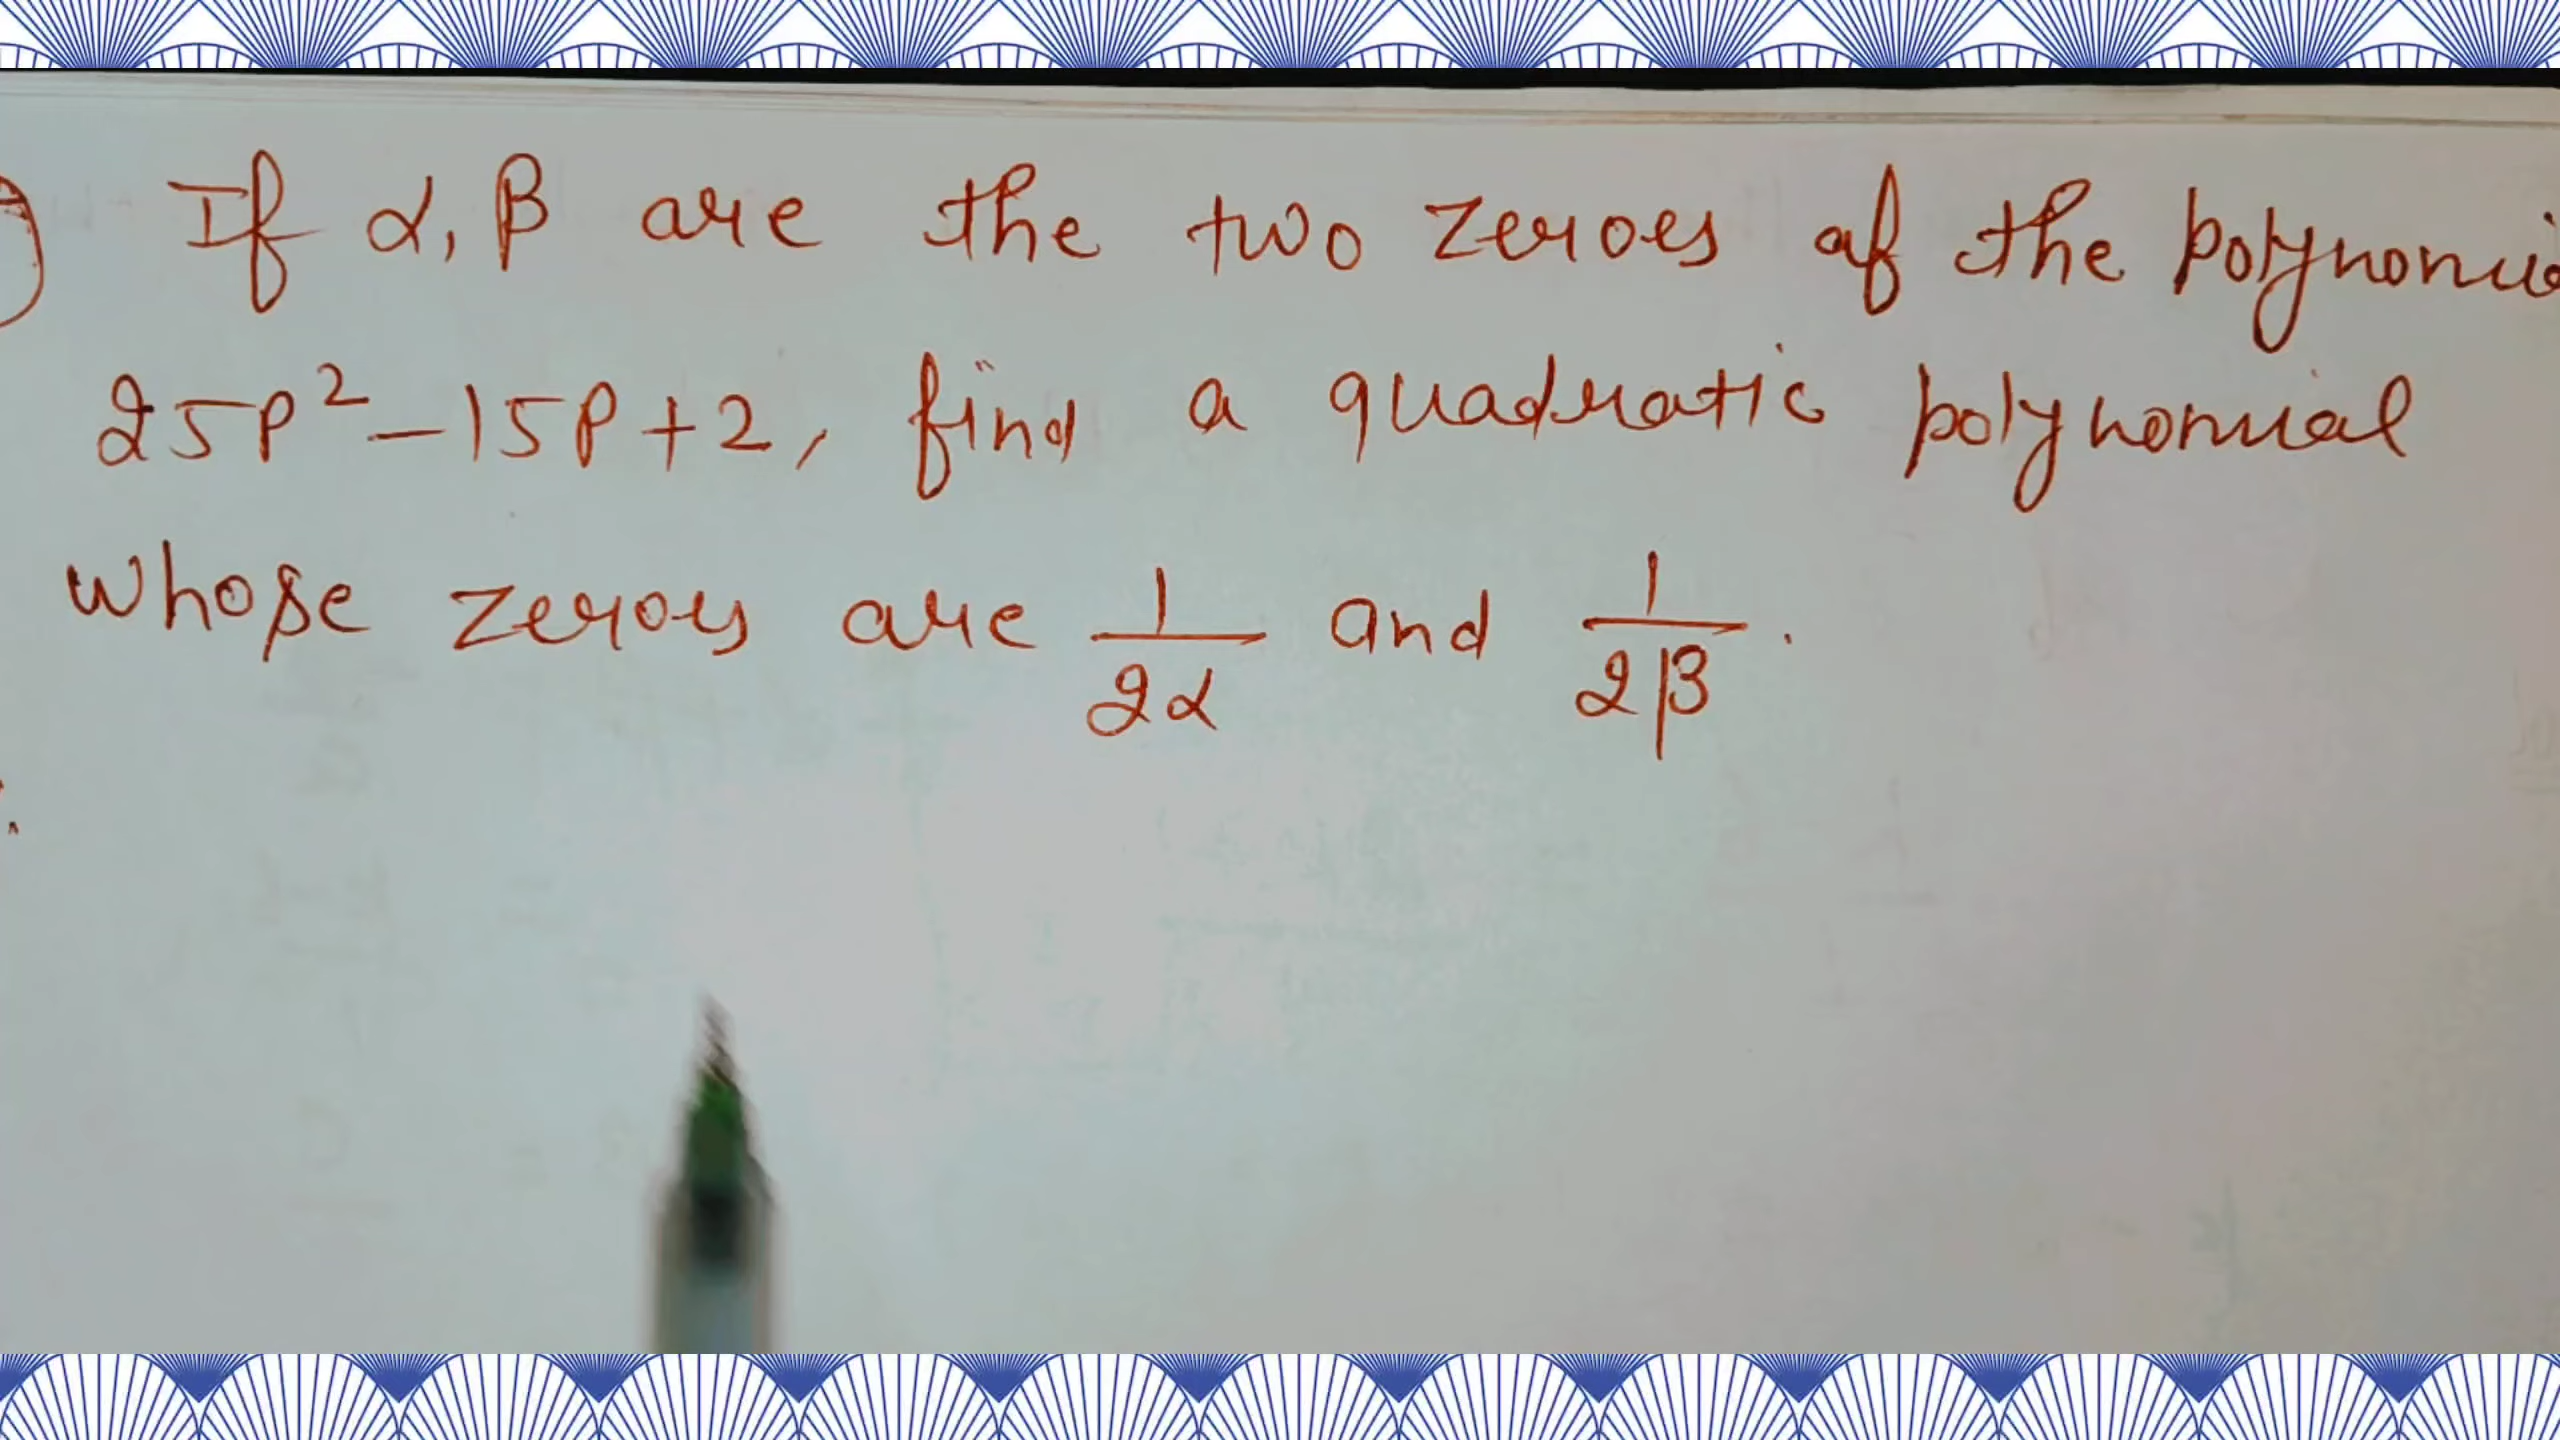 ) If α, β are the two zeroes of the polynomia
25p² - 15p + 2, find a quadratic polynomial
whose zeroes are 1/2α and 1/2β.